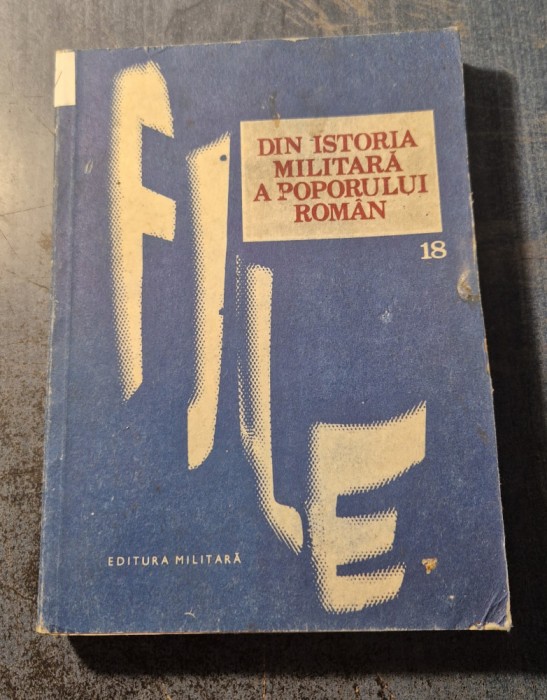 FILE
DIN ISTORIA
MILITARĂ
A POPORULUI
ROMÂN
18
EDITURA MILITARĂ